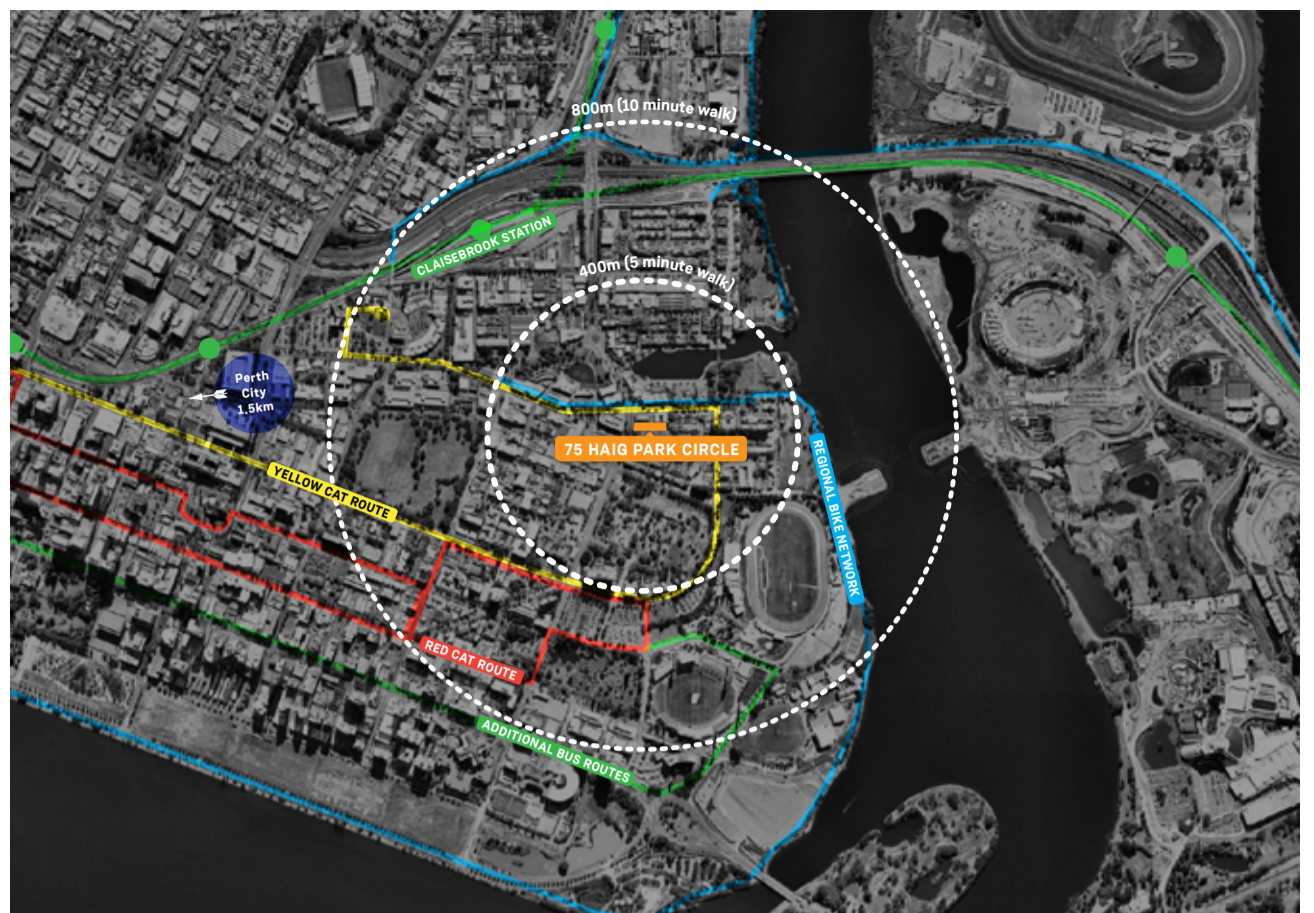 800m (10 minute walk)
CLAISEBROOK STATION
400m (5 minute walk)
Perth
City
1.5km
75 HAIG PARK CIRCLE
YELLOW CAT ROUTE
REGIONAL BIKE NETWORK
RED CAT ROUTE
ADDITIONAL BUS ROUTES